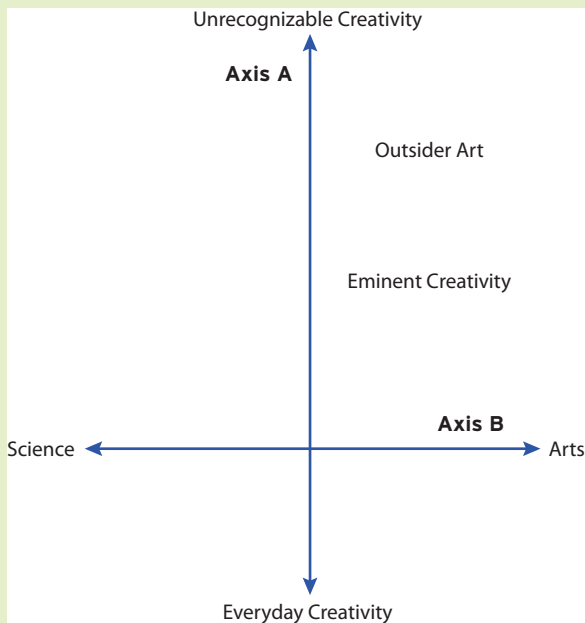 Unrecognizable Creativity
Axis A
Outsider Art
Eminent Creativity
Axis B
Science
Arts
Everyday Creativity